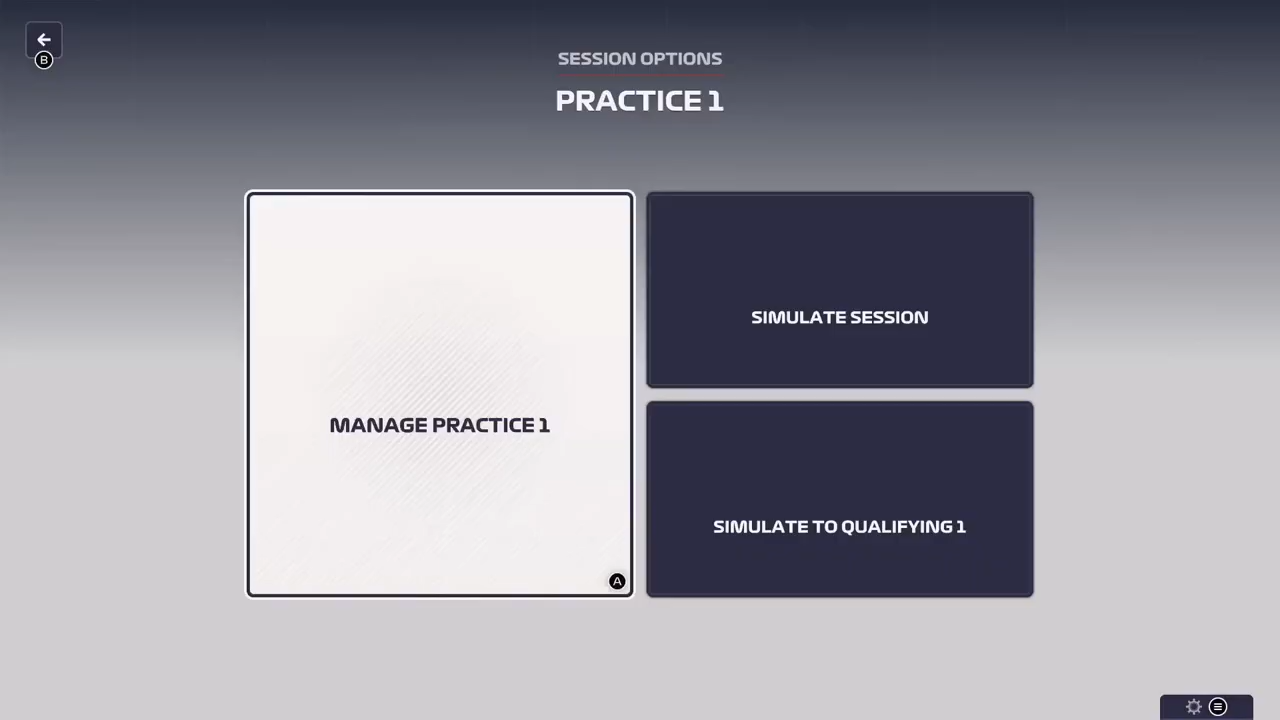 B
SESSION OPTIONS
PRACTICE 1
MANAGE PRACTICE 1
A
SIMULATE SESSION
SIMULATE TO QUALIFYING 1